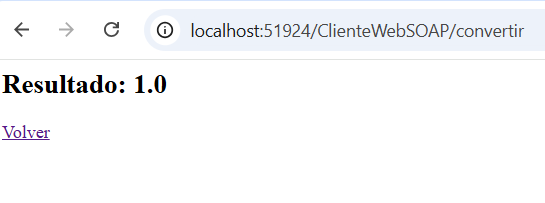 localhost:51924/ClienteWebSOAP/convertir
Resultado: 1.0
Volver